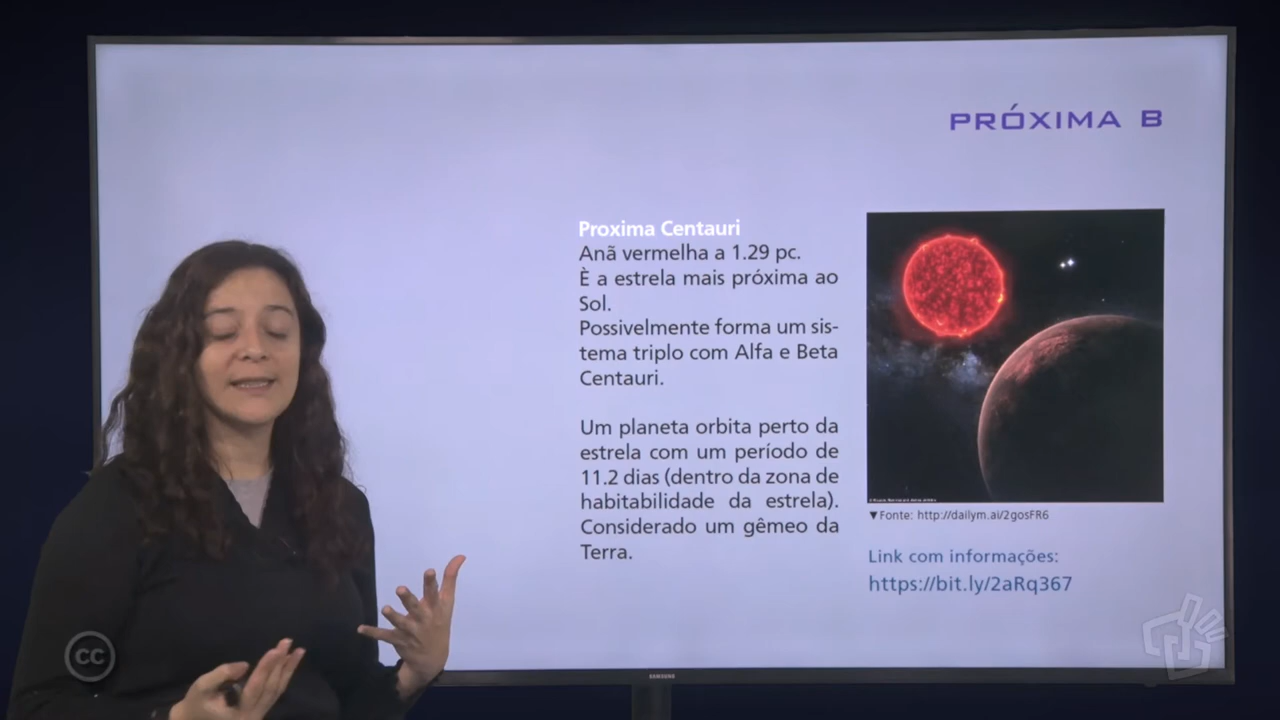 PRÓXIMA B
Proxima Centauri
Anã vermelha a 1.29 pc.
È a estrela mais próxima ao
Sol.
Possivelmente forma um sis-
tema triplo com Alfa e Beta
Centauri.
Um planeta orbita perto da
estrela com um período de
11.2 dias (dentro da zona de
habitabilidade da estrela).
Considerado um gêmeo da
Terra.
▼Fonte: http://dailym.ai/2gosFR6
Link com informações:
https://bit.ly/2aRq367
cc
SAMSUNG